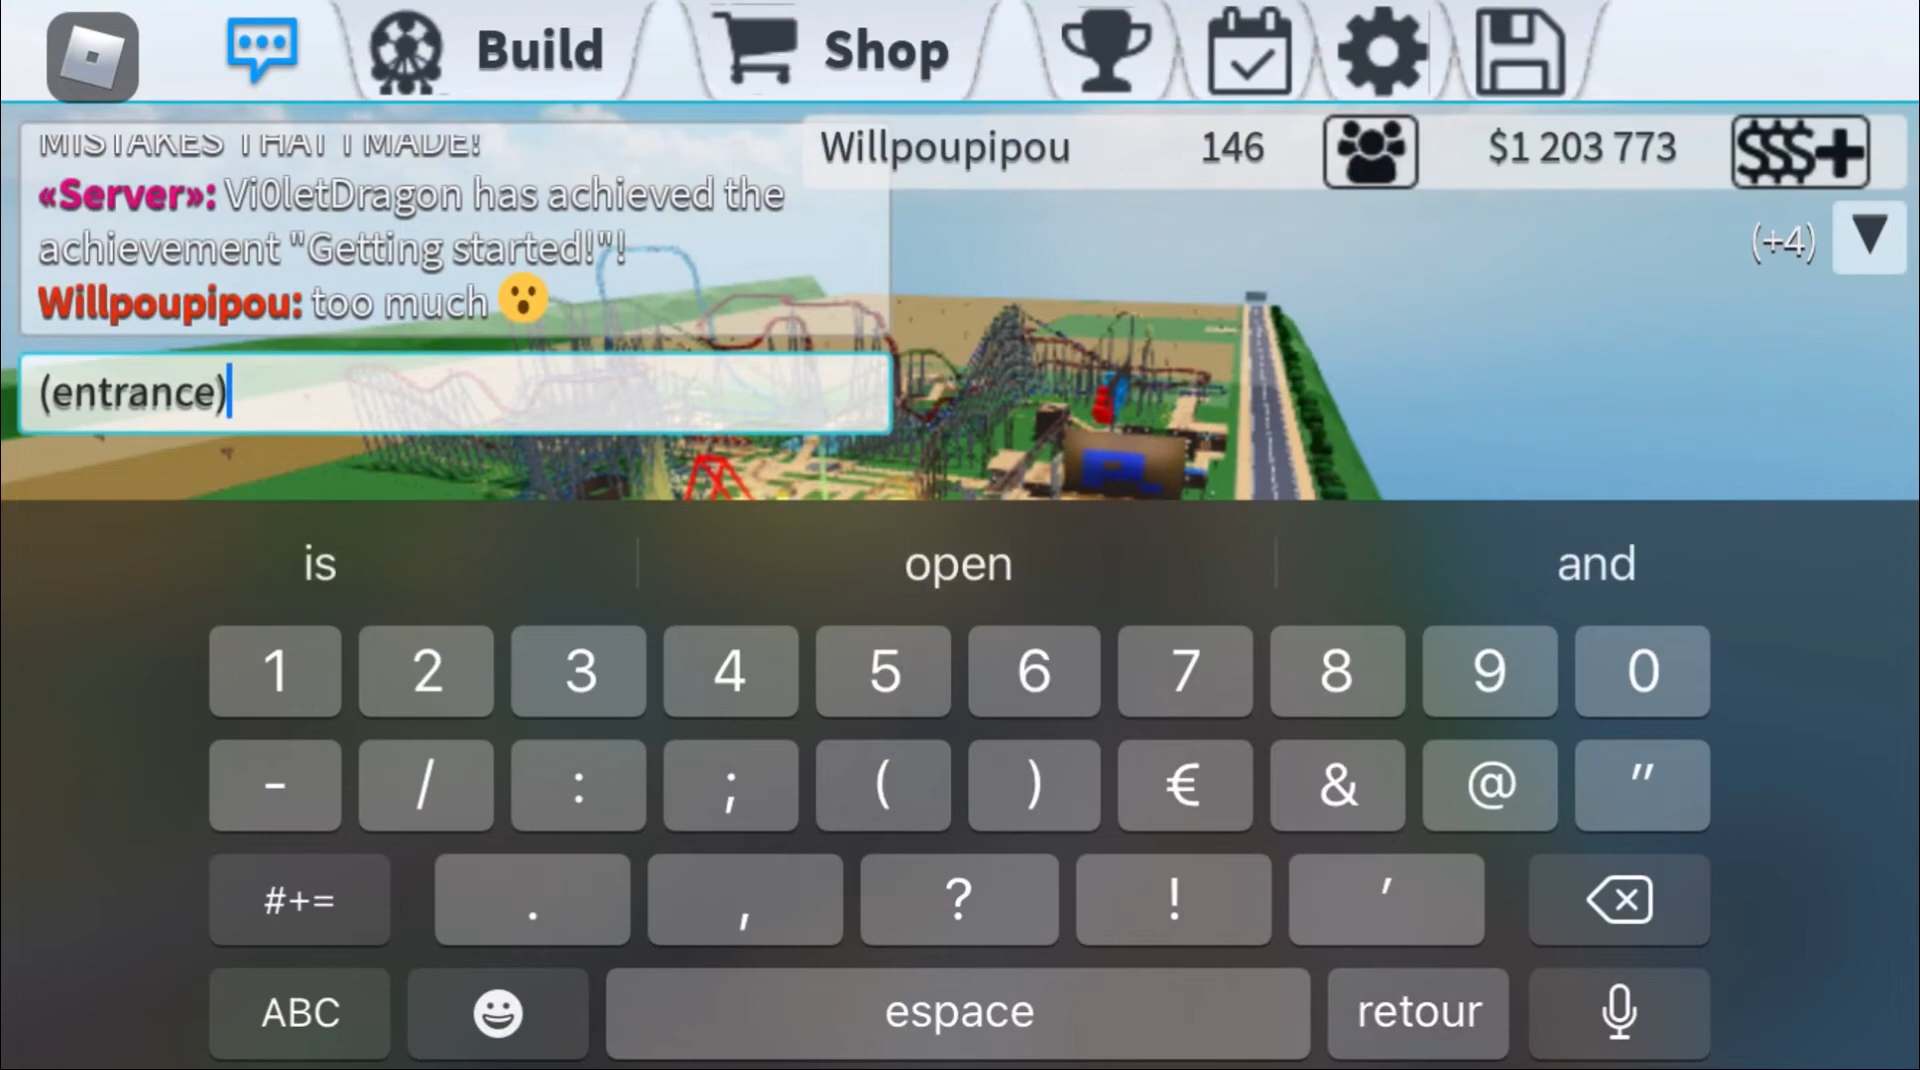 Build
Shop
MISTAKES THAT I MADE!
«Server»: Vi0letDragon has achieved the
achievement "Getting started!"!
Willpoupipou: too much 😮
(entrance)
Willpoupipou 146 $1 203 773 $$$+
(+4) ▼
is open and
1 2 3 4 5 6 7 8 9 0
- / : ; ( ) € & @ "
#+= . , ? ! '
ABC espace retour